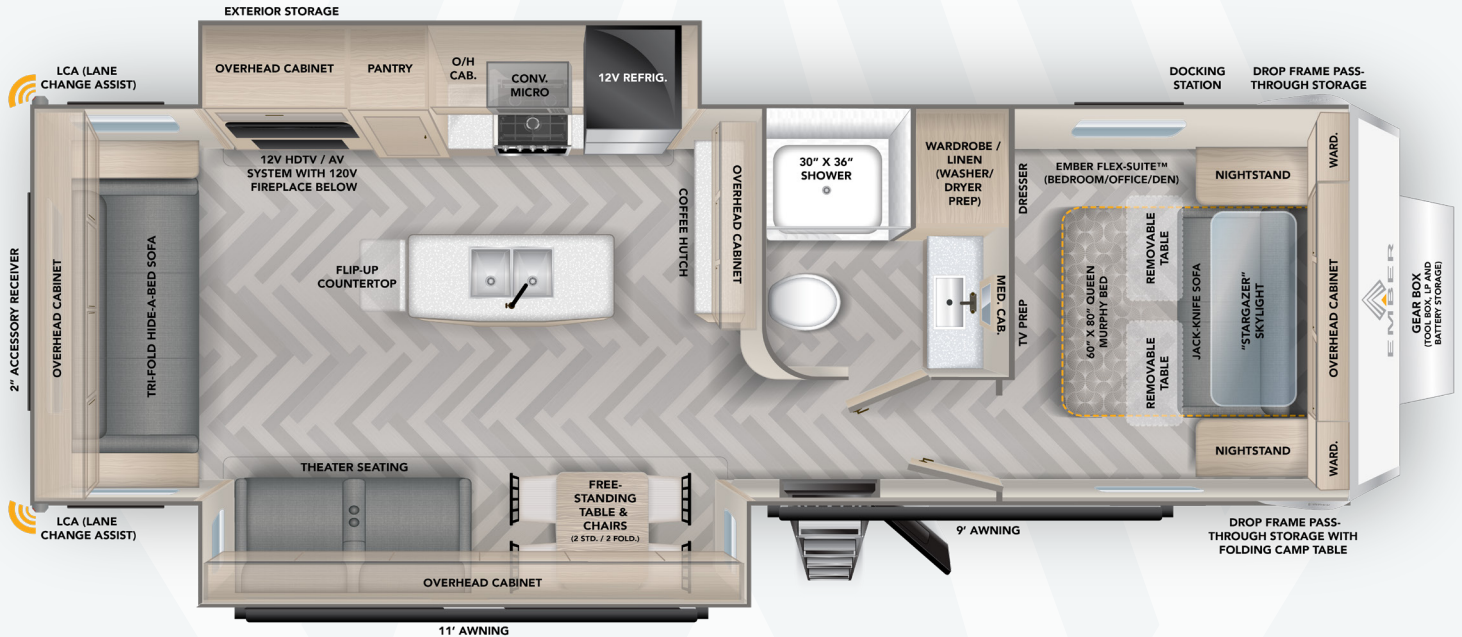 EXTERIOR STORAGE
LCA (LANE
CHANGE ASSIST)
OVERHEAD CABINET
PANTRY
O/H
CAB.
CONV.
MICRO
12V REFRIG.
DOCKING
STATION
DROP FRAME PASS-
THROUGH STORAGE
12V HDTV / AV
SYSTEM WITH 120V
FIREPLACE BELOW
30" X 36"
SHOWER
WARDROBE /
LINEN
(WASHER/
DRYER
PREP)
DRESSER
EMBER FLEX-SUITE™
(BEDROOM/OFFICE/DEN)
NIGHTSTAND
WARD.
2" ACCESSORY RECEIVER
OVERHEAD CABINET
TRI-FOLD HIDE-A-BED SOFA
FLIP-UP
COUNTERTOP
COFFEE HUTCH
OVERHEAD CABINET
MED. CAB.
TV PREP
60" X 80" QUEEN
MURPHY BED
REMOVABLE
TABLE
REMOVABLE
TABLE
JACK-KNIFE SOFA
"STARGAZER"
SKYLIGHT
OVERHEAD CABINET
EMBER
GEAR BOX
(TOOL BOX, LP AND
BATTERY STORAGE)
THEATER SEATING
FREE-
STANDING
TABLE &
CHAIRS
(2 STD. / 2 FOLD.)
NIGHTSTAND
WARD.
LCA (LANE
CHANGE ASSIST)
OVERHEAD CABINET
9' AWNING
DROP FRAME PASS-
THROUGH STORAGE WITH
FOLDING CAMP TABLE
11' AWNING